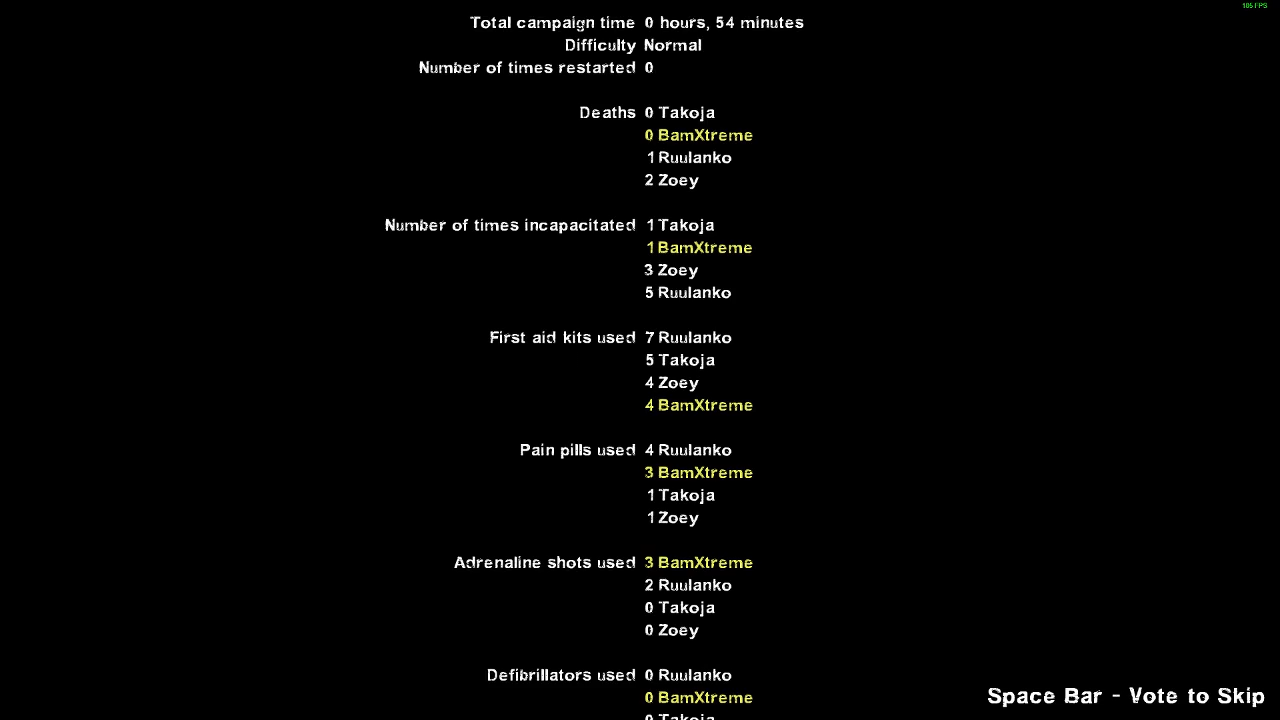 105 FPS
Total campaign time 0 hours, 54 minutes
Difficulty Normal
Number of times restarted 0
Deaths 0 Takoja
0 BamXtreme
1 Ruulanko
2 Zoey
Number of times incapacitated 1 Takoja
1 BamXtreme
3 Zoey
5 Ruulanko
First aid kits used 7 Ruulanko
5 Takoja
4 Zoey
4 BamXtreme
Pain pills used 4 Ruulanko
3 BamXtreme
1 Takoja
1 Zoey
Adrenaline shots used 3 BamXtreme
2 Ruulanko
0 Takoja
0 Zoey
Defibrillators used 0 Ruulanko
0 BamXtreme
0 Takoja
Space Bar - Vote to Skip